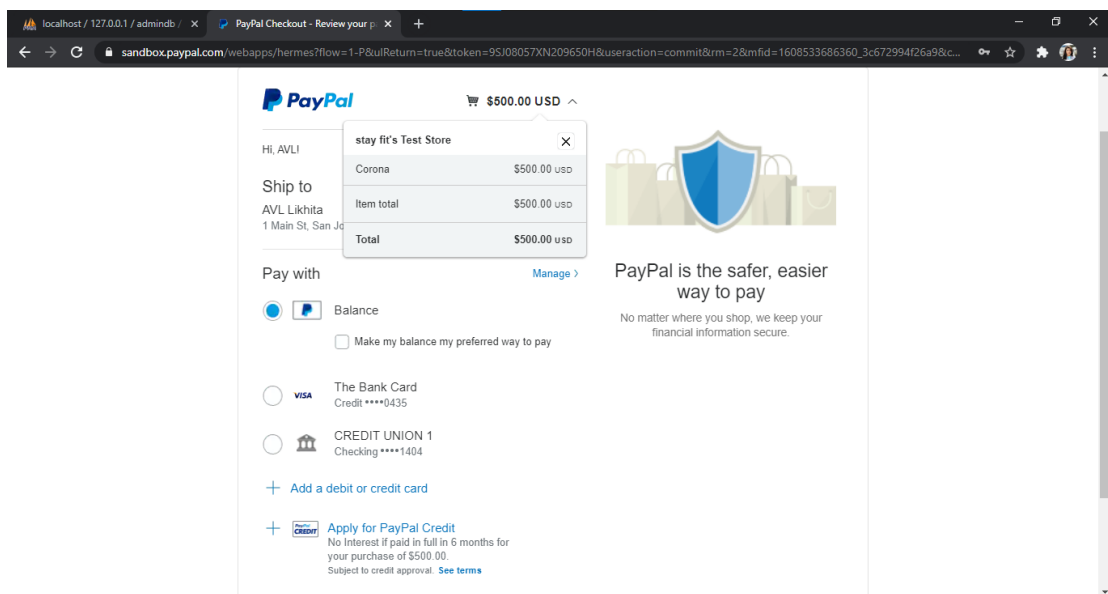 localhost / 127.0.0.1 / admindb /
PayPal Checkout - Review your p
sandbox.paypal.com/webapps/hermes?flow=1-P&ulReturn=true&token=9SJ08057XN209650H&useraction=commit&rm=2&mfid=1608533686360_3c672994f26a9&c...
PayPal
$500.00 USD
stay fit's Test Store
Corona $500.00 USD
Item total $500.00 USD
Total $500.00 USD
Hi, AVL!
Ship to
AVL Likhita
1 Main St, San Jo
Pay with
Manage >
Balance
Make my balance my preferred way to pay
VISA
The Bank Card
Credit ••••0435
CREDIT UNION 1
Checking ••••1404
+ Add a debit or credit card
+ PayPal CREDIT
Apply for PayPal Credit
No Interest if paid in full in 6 months for
your purchase of $500.00.
Subject to credit approval. See terms
PayPal is the safer, easier
way to pay
No matter where you shop, we keep your
financial information secure.